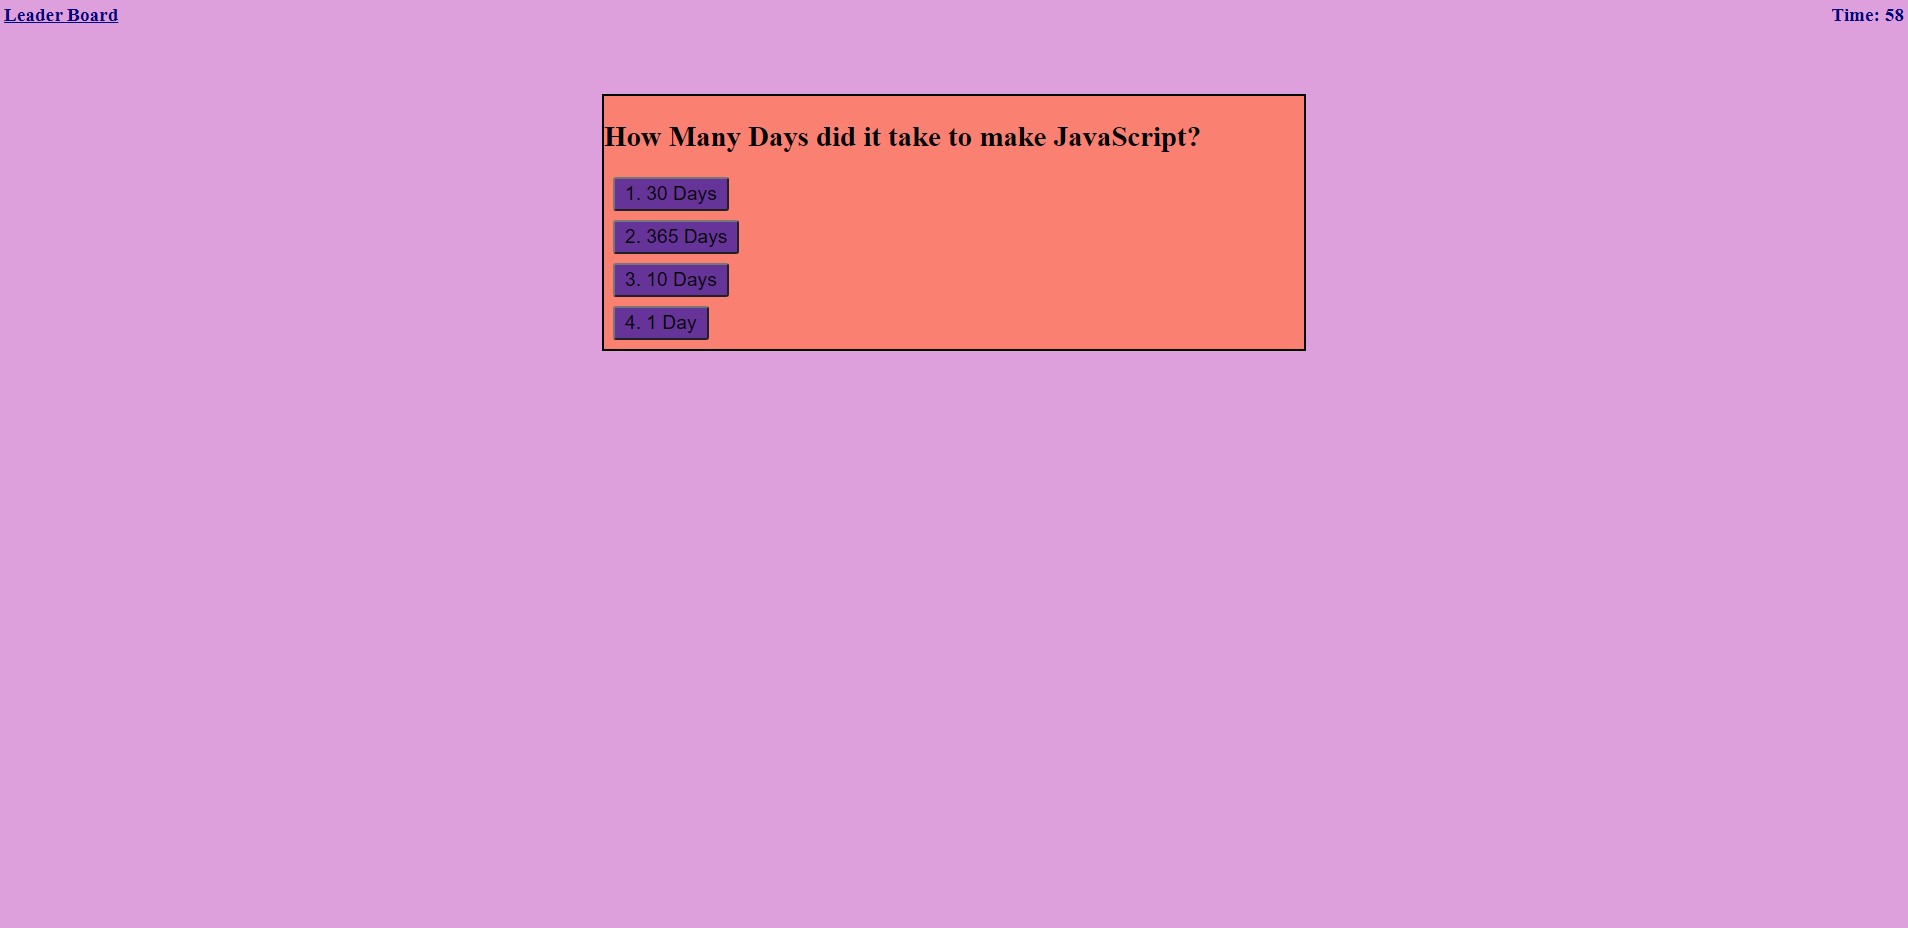 Leader Board
Time: 58
How Many Days did it take to make JavaScript?
1. 30 Days
2. 365 Days
3. 10 Days
4. 1 Day